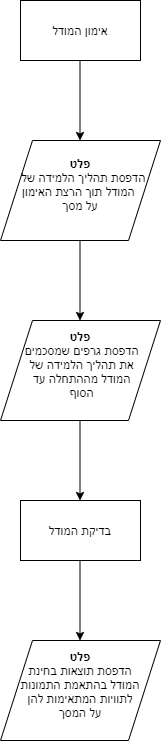 אימון המודל
פלט
הדפסת תהליך הלמידה של
המודל תוך הרצת האימון
על מסך
פלט
הדפסת גרפים שמסכמים
את תהליך הלמידה של
המודל מההתחלה עד
הסוף
בדיקת המודל
פלט
הדפסת תוצאות בחינת
המודל בהתאמת התמונות
לתוויות המתאימות להן
על המסך